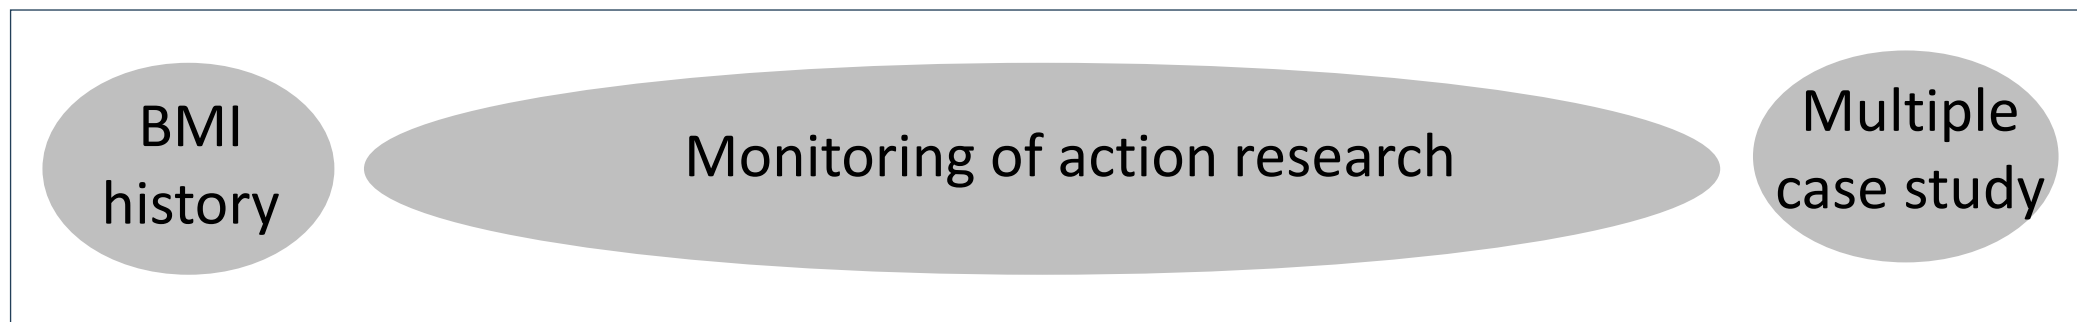 BMI
history
Monitoring of action research
Multiple
case study